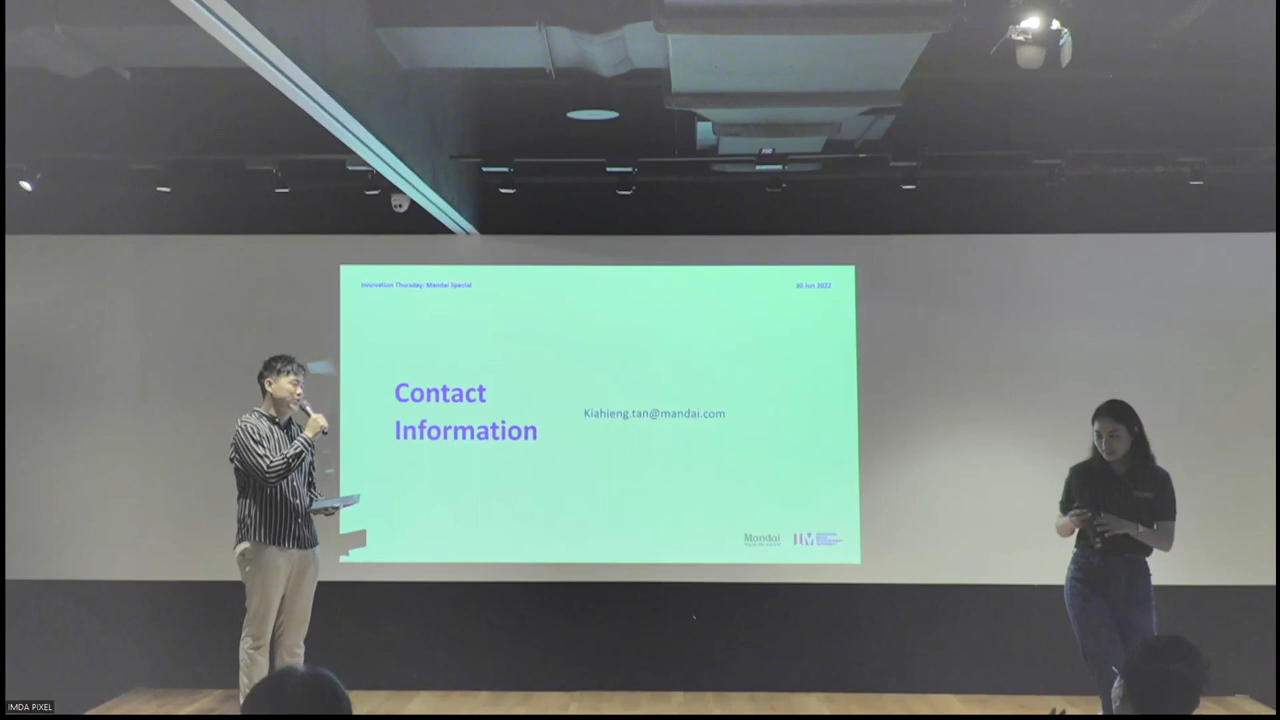 Innovation Thursday: Mandai Special
30 Jun 2022
Contact
Information
Kiahieng.tan@mandai.com
Mandai
IMDA PIXEL